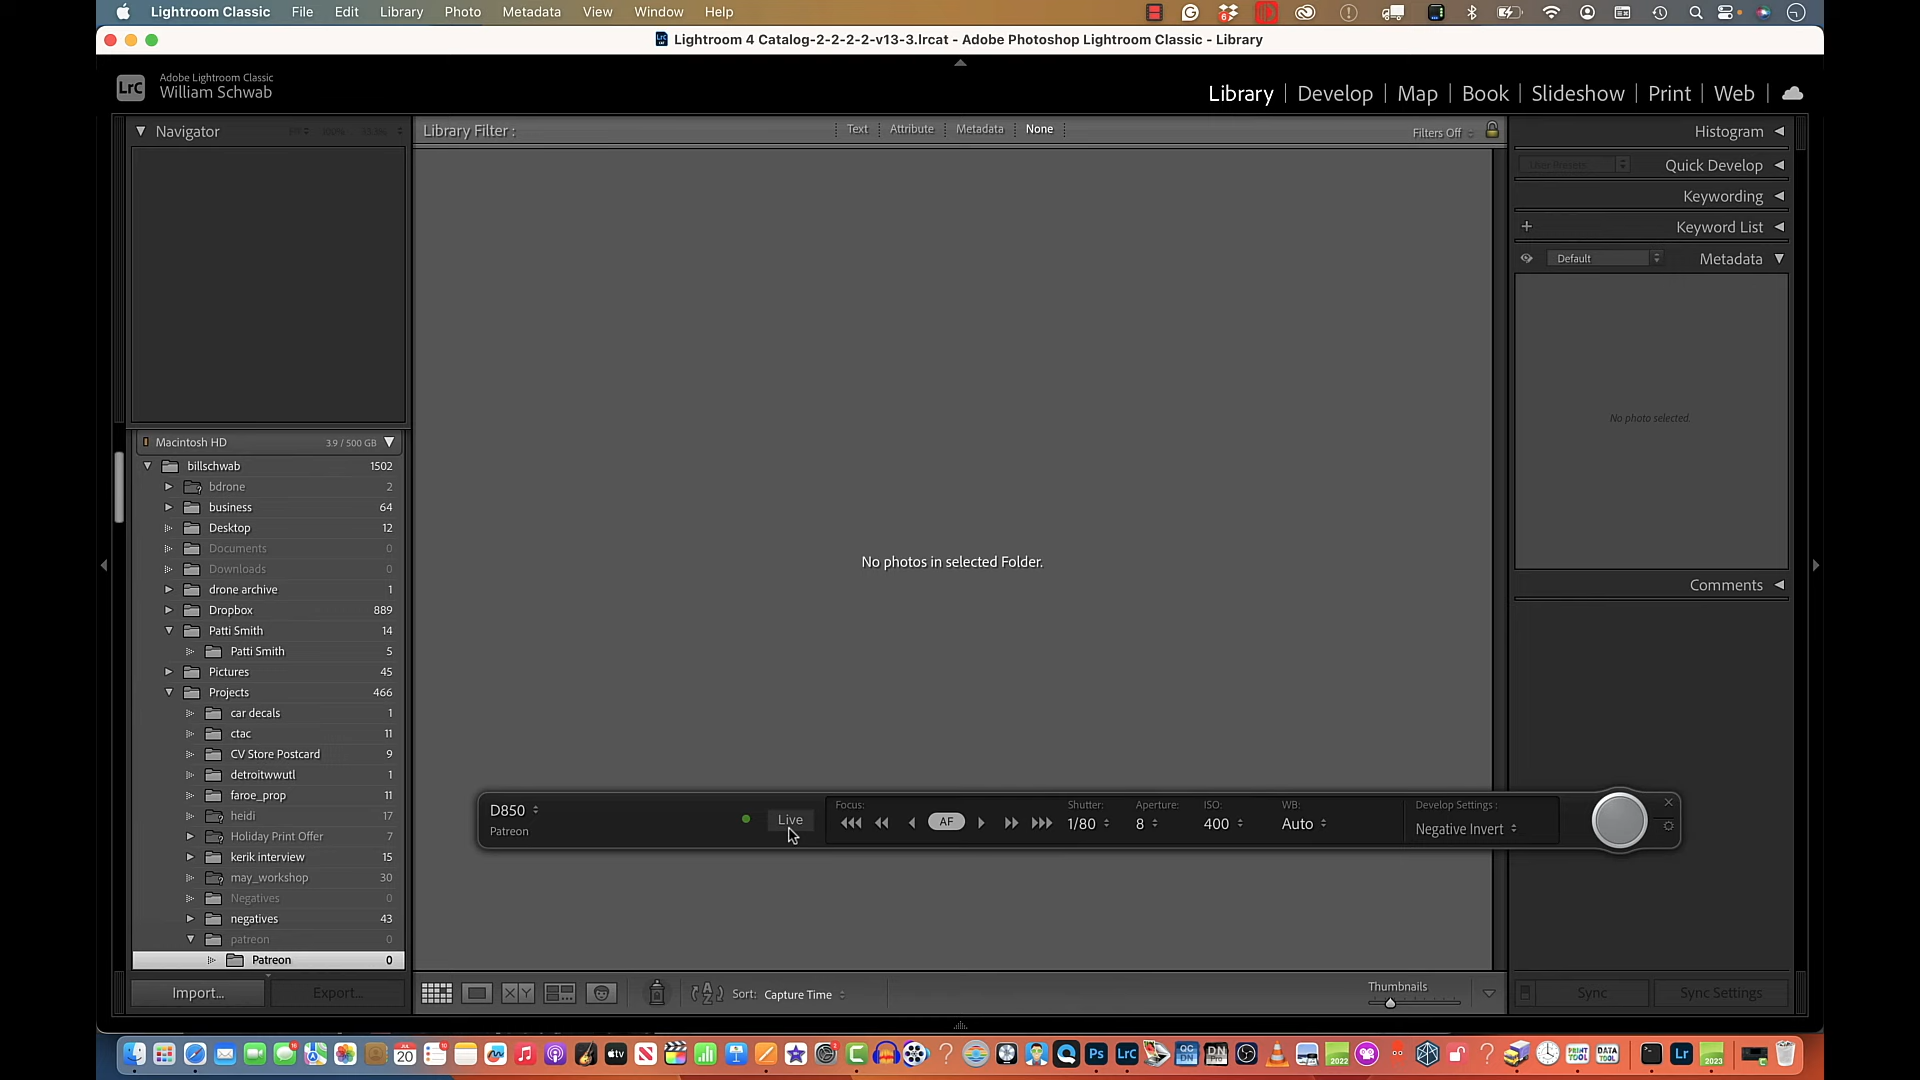 Lightroom Classic File Edit Library Photo Metadata View Window Help
Lightroom 4 Catalog-2-2-2-2-v13-3.lrcat - Adobe Photoshop Lightroom Classic - Library
LrC
Adobe Lightroom Classic
William Schwab
Library | Develop | Map | Book | Slideshow | Print | Web
Navigator
Library Filter :
Text Attribute Metadata None
Filters Off
Histogram
Quick Develop
Keywording
+ Keyword List
Default Metadata
No photo selected.
Comments
Macintosh HD 3.9 / 500 GB
billschwab 1502
bdrone 2
business 64
Desktop 12
Documents 0
Downloads 0
drone archive 1
Dropbox 889
Patti Smith 14
Patti Smith 5
Pictures 45
Projects 466
car decals 1
ctac 11
CV Store Postcard 9
detroitwwutl 1
faroe_prop 11
heidi 17
Holiday Print Offer 7
kerik interview 15
may_workshop 30
Negatives 0
negatives 43
patreon 0
Patreon 0
No photos in selected Folder.
D850
Patreon
Live
Focus:
AF
Shutter:
1/80
Aperture:
8
ISO:
400
WB:
Auto
Develop Settings :
Negative Invert
Import...
Export...
Sort: Capture Time
Thumbnails
Sync
Sync Settings